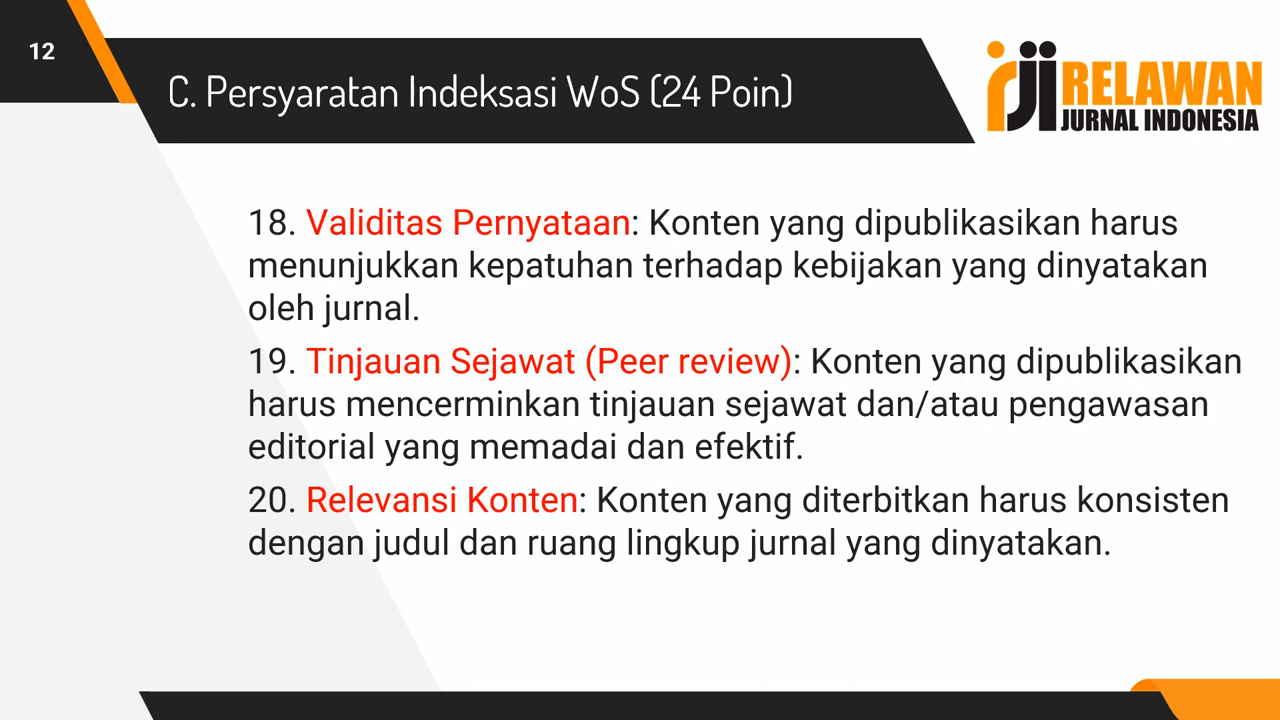 12
C. Persyaratan Indeksasi WoS (24 Poin)
RELAWAN
JURNAL INDONESIA
18. Validitas Pernyataan: Konten yang dipublikasikan harus
menunjukkan kepatuhan terhadap kebijakan yang dinyatakan
oleh jurnal.
19. Tinjauan Sejawat (Peer review): Konten yang dipublikasikan
harus mencerminkan tinjauan sejawat dan/atau pengawasan
editorial yang memadai dan efektif.
20. Relevansi Konten: Konten yang diterbitkan harus konsisten
dengan judul dan ruang lingkup jurnal yang dinyatakan.